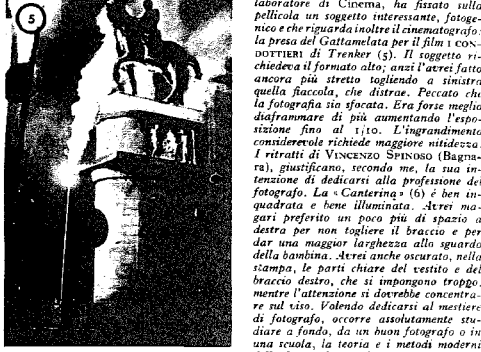 5
laboratore di Cinema, ha fissato sulla
pellicola un soggetto interessante, fotoge-
nico e che riguarda inoltre il cinematografo:
la presa del Gattamelata per il film I CON-
DOTTIERI di Trenker (5). Il soggetto ri-
chiedeva il formato alto; anzi l'avrei fatto
ancora più stretto togliendo a sinistra
quella fiaccola, che distrae. Peccato che
la fotografia sia sfocata. Era forse meglio
diaframmare di più aumentando l'espo-
sizione fino al 1/10. L'ingrandimento
considerevole richiede maggiore nitidezza.
I ritratti di VINCENZO SPINOSO (Bagna-
ra), giustificano, secondo me, la sua in-
tenzione di dedicarsi alla professione del
fotografo. La «Canterina» (6) é ben in-
quadrata e bene illuminata. Avrei ma-
gari preferito un poco più di spazio a
destra per non togliere il braccio e per
dar una maggior larghezza allo sguardo
della bambina. Avrei anche oscurato, nella
stampa, le parti chiare del vestito e del
braccio destro, che si impongono troppo,
mentre l'attenzione si dovrebbe concentra-
re sul viso. Volendo dedicarsi al mestiere
di fotografo, occorre assolutamente stu-
diare a fondo, da un buon fotografo o in
una scuola, la teoria e i metodi moderni